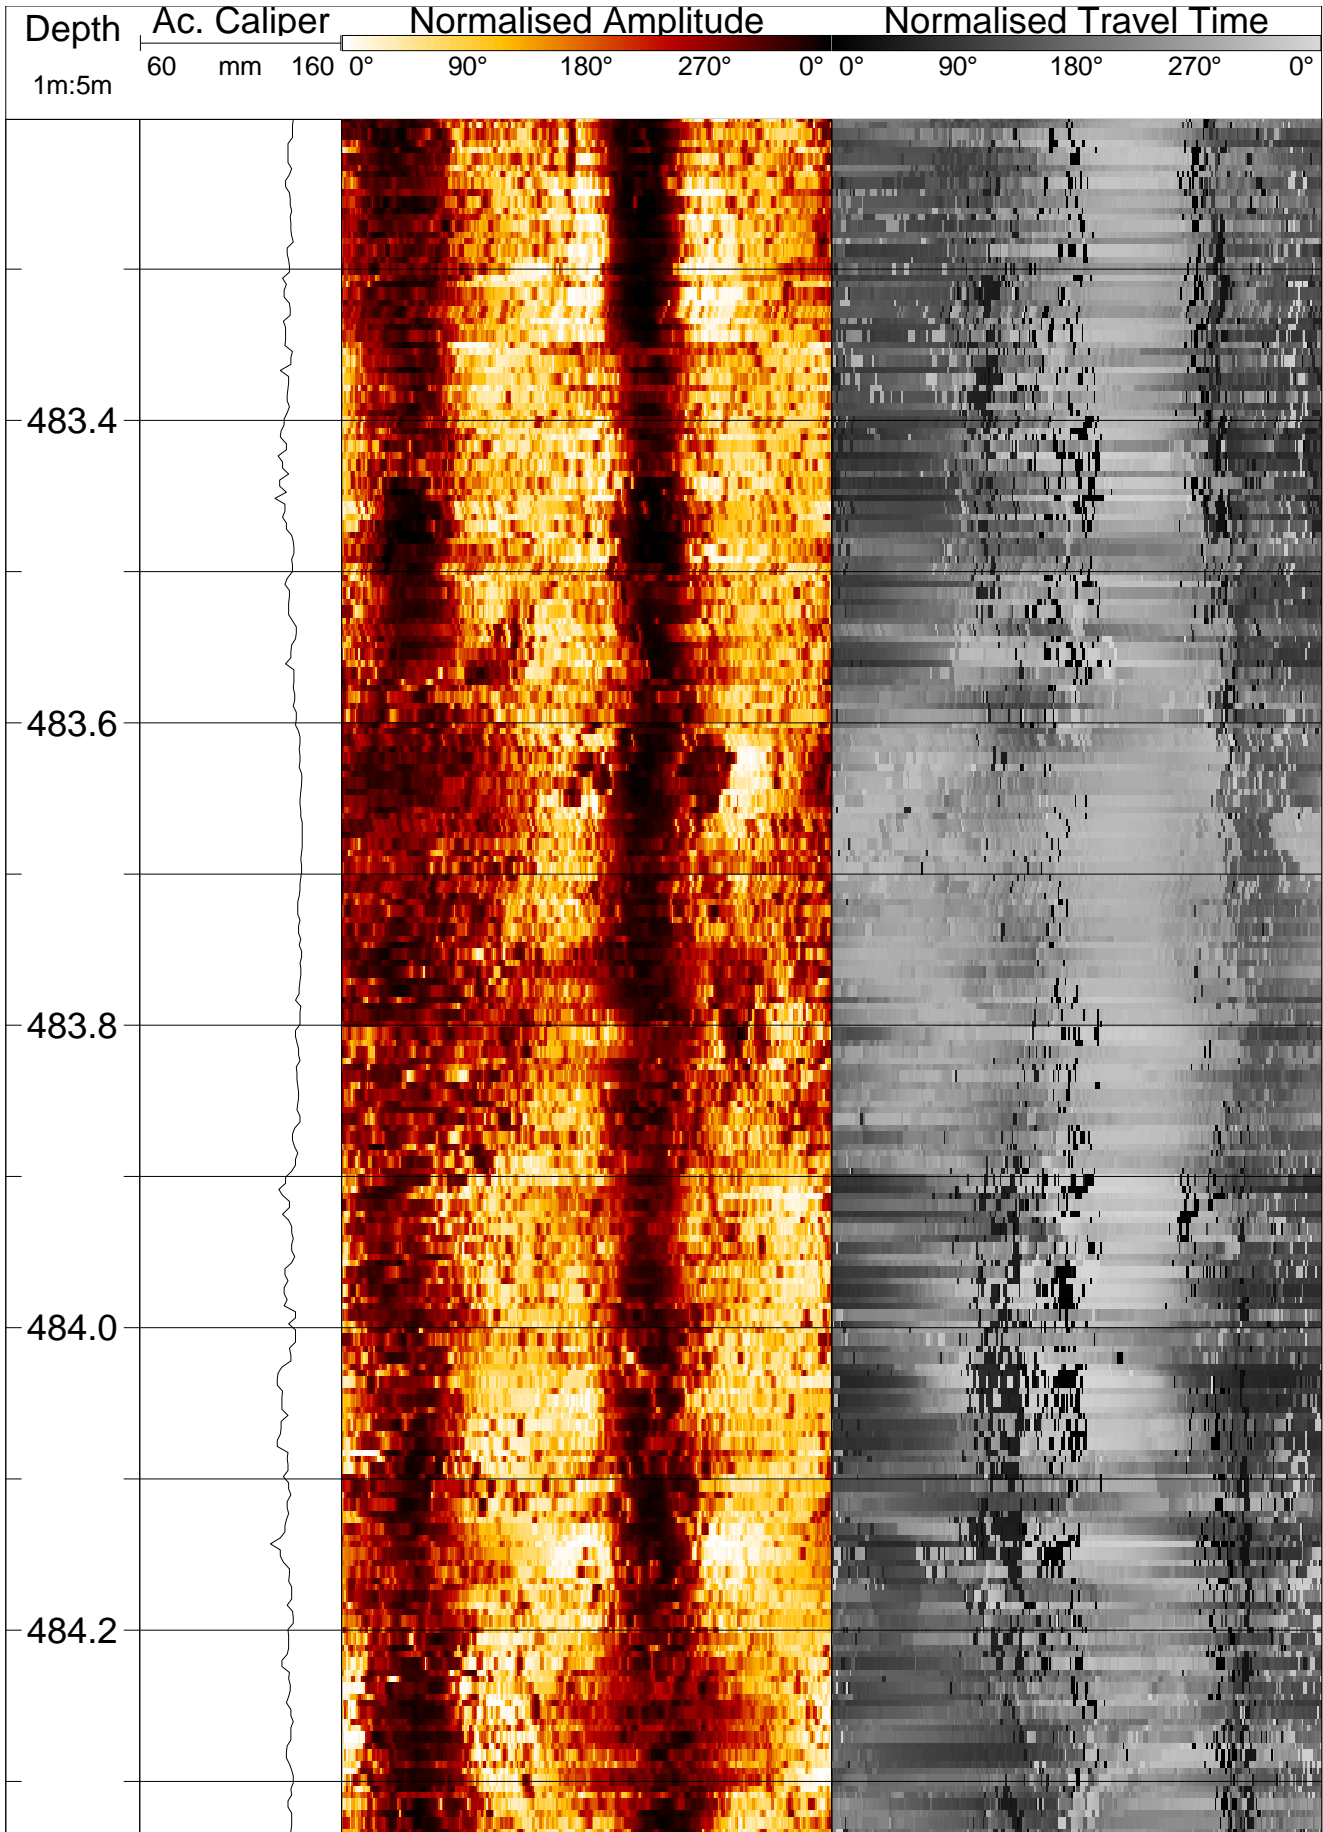 Depth
1m:5m
Ac. Caliper
60 mm 160
Normalised Amplitude
0° 90° 180° 270° 0°
Normalised Travel Time
0° 90° 180° 270° 0°
483.4
483.6
483.8
484.0
484.2